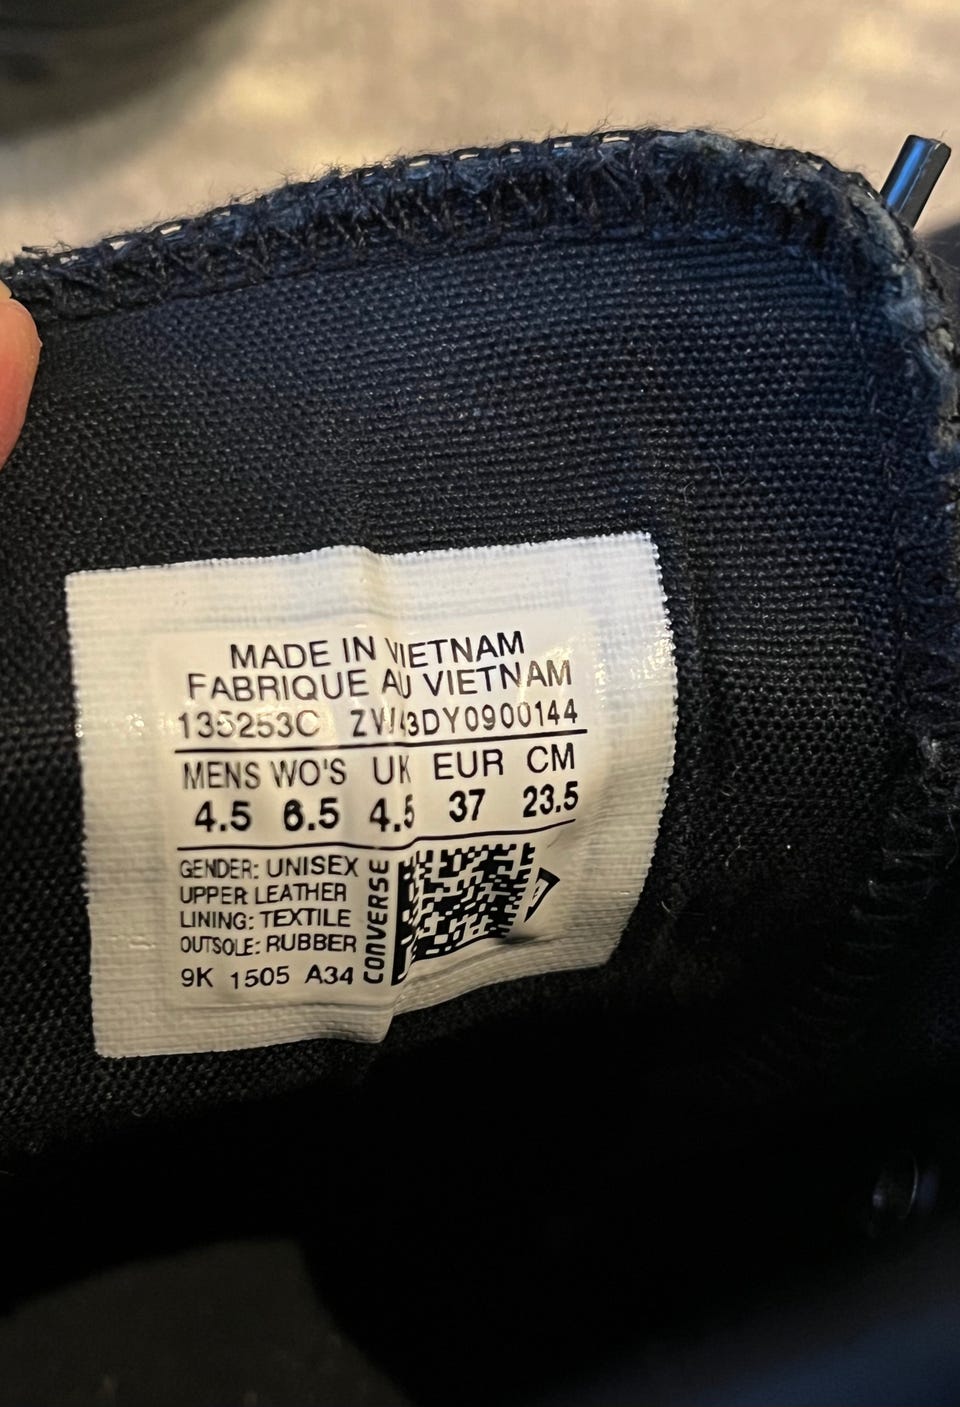 MADE IN VIETNAM
FABRIQUE AU VIETNAM
135253C
MENS WO'S UK EUR CM
4.5 6.5 4.5 37 23.5
GENDER: UNISEX
UPPER LEATHER
LINING: TEXTILE
OUTSOLE: RUBBER
9K 1505 A34
CONVERSE